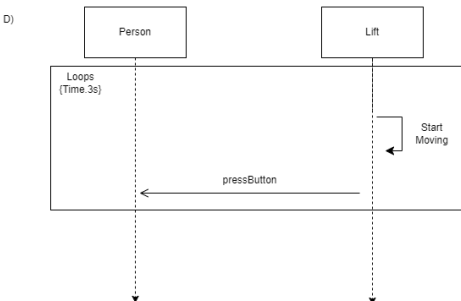 D)
Person
Lift
Loops
{Time.3s}
Start
Moving
pressButton